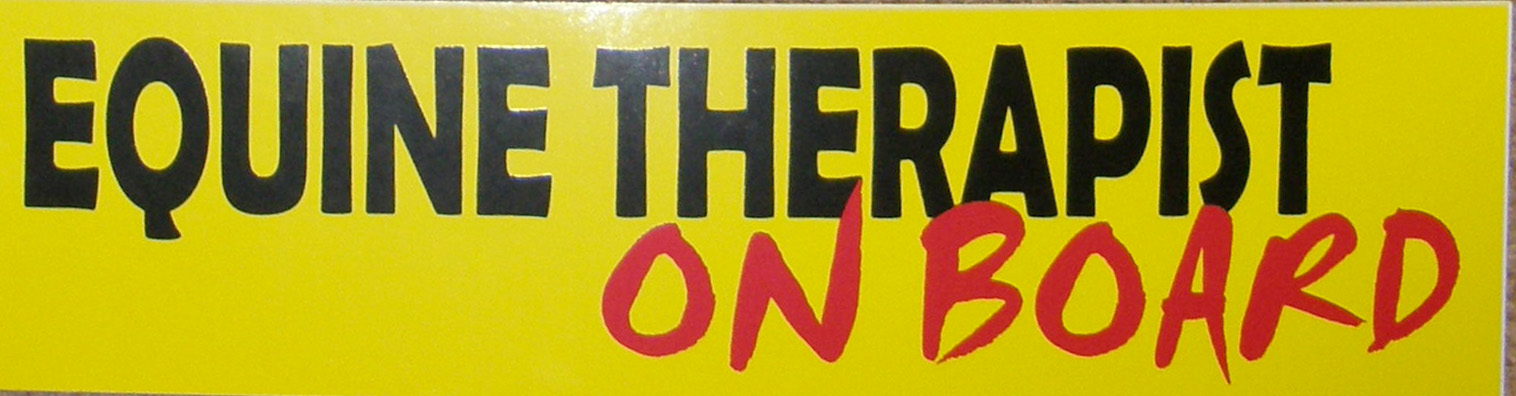 EQUINE THERAPIST
ON BOARD